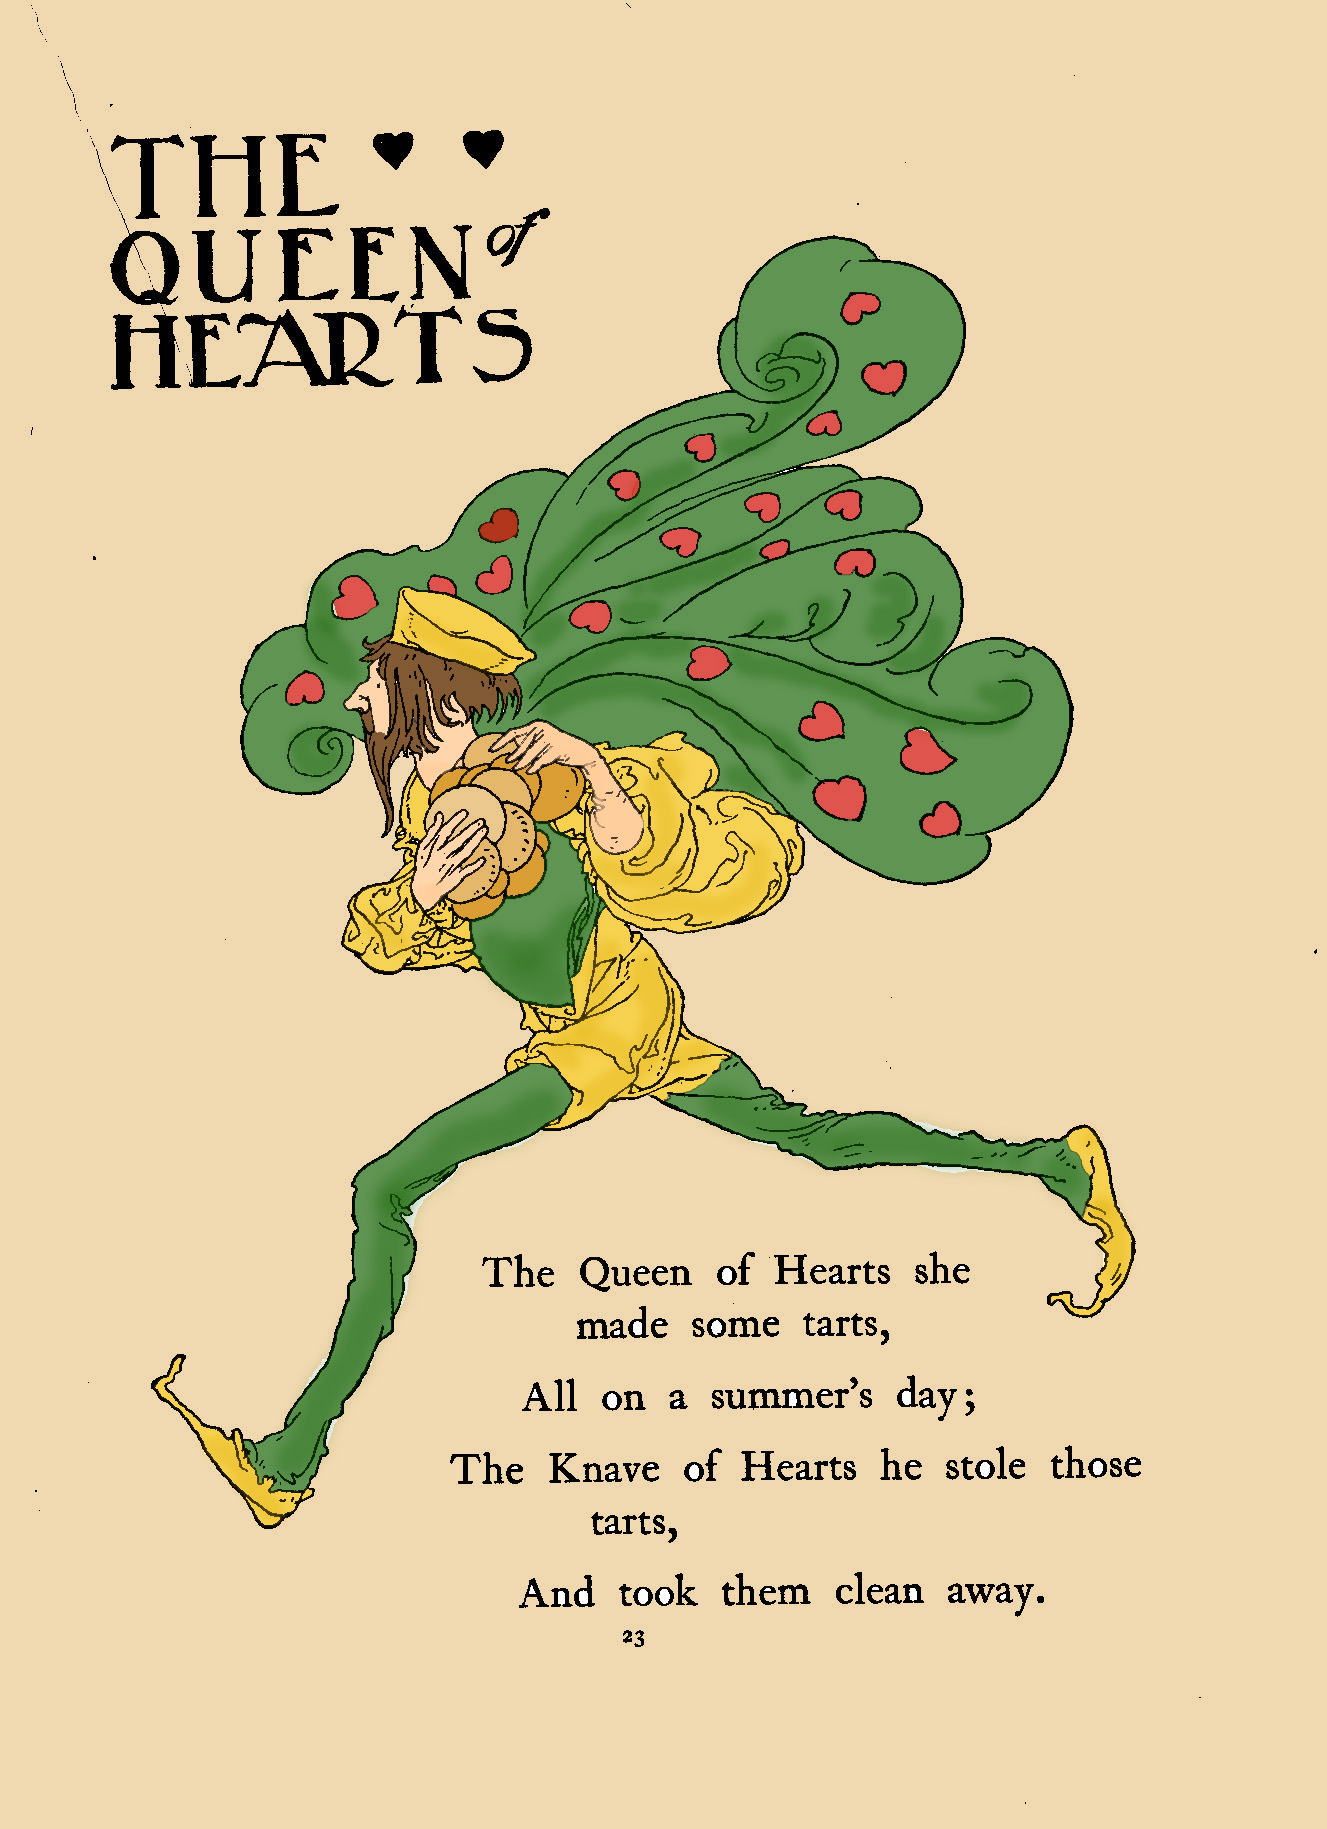 THE
QUEEN of
HEARTS
The Queen of Hearts she
made some tarts,
All on a summer's day;
The Knave of Hearts he stole those
tarts,
And took them clean away.
23